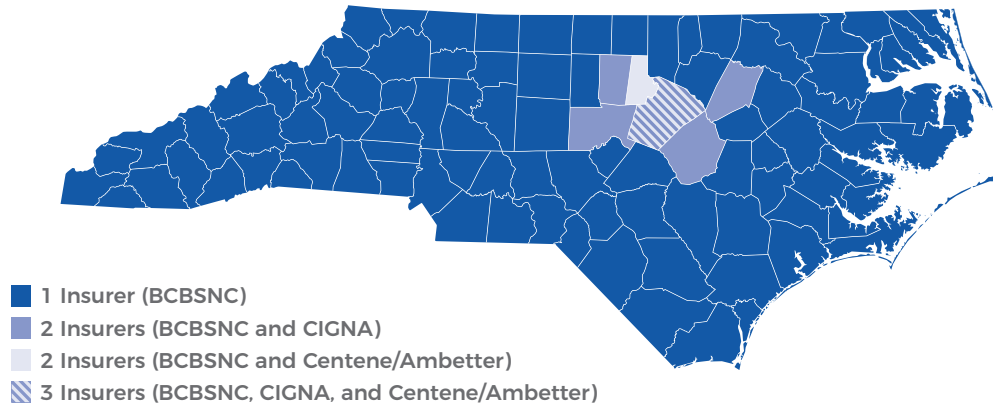 1 Insurer (BCBSNC)
2 Insurers (BCBSNC and CIGNA)
2 Insurers (BCBSNC and Centene/Ambetter)
3 Insurers (BCBSNC, CIGNA, and Centene/Ambetter)